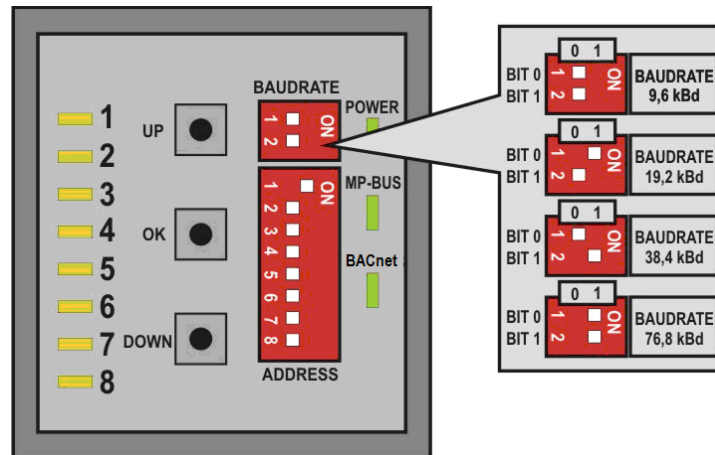 1
2
3
4
5
6
7
8
UP
OK
DOWN
BAUDRATE
1
2
ON
1
2
3
4
5
6
7
8
ON
ADDRESS
POWER
MP-BUS
BACnet
0 1
BIT 0
BIT 1
1
2
ON
BAUDRATE
9,6 kBd
0 1
BIT 0
BIT 1
1
2
ON
BAUDRATE
19,2 kBd
0 1
BIT 0
BIT 1
1
2
ON
BAUDRATE
38,4 kBd
0 1
BIT 0
BIT 1
1
2
ON
BAUDRATE
76,8 kBd